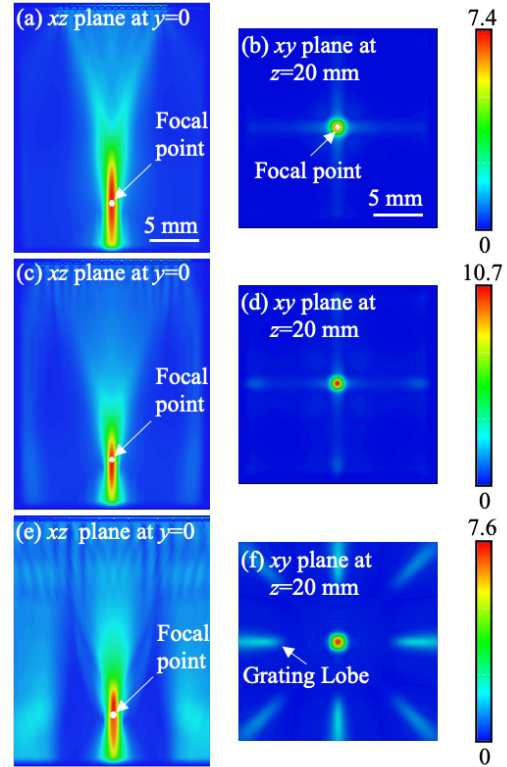 (a) xz plane at y=0
Focal
point
5 mm
(b) xy plane at
z=20 mm
Focal point
5 mm
7.4
0
(c) xz plane at y=0
Focal
point
(d) xy plane at
z=20 mm
10.7
0
(e) xz plane at y=0
Focal
point
(f) xy plane at
z=20 mm
Grating Lobe
7.6
0